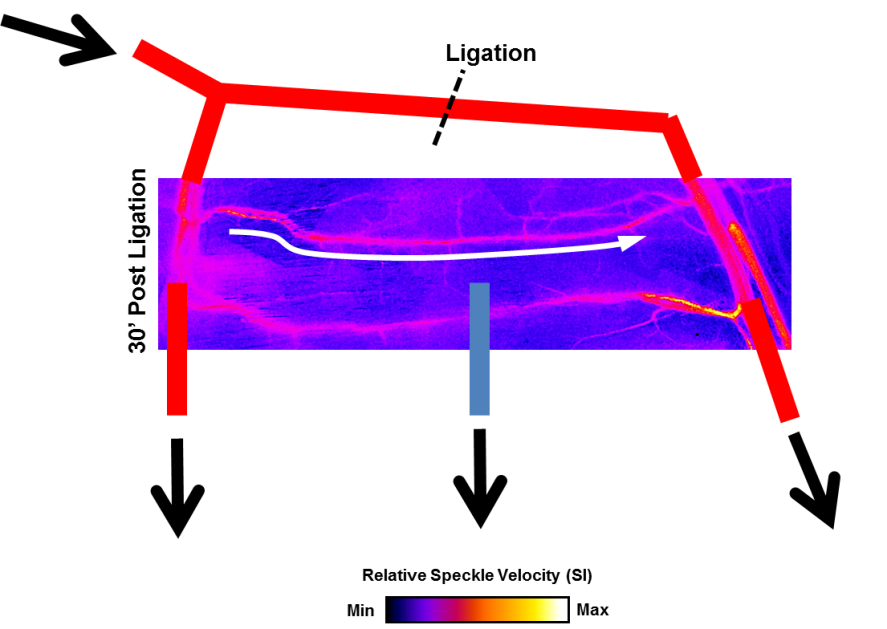 Ligation
30’ Post Ligation
Relative Speckle Velocity (SI)
Min
Max